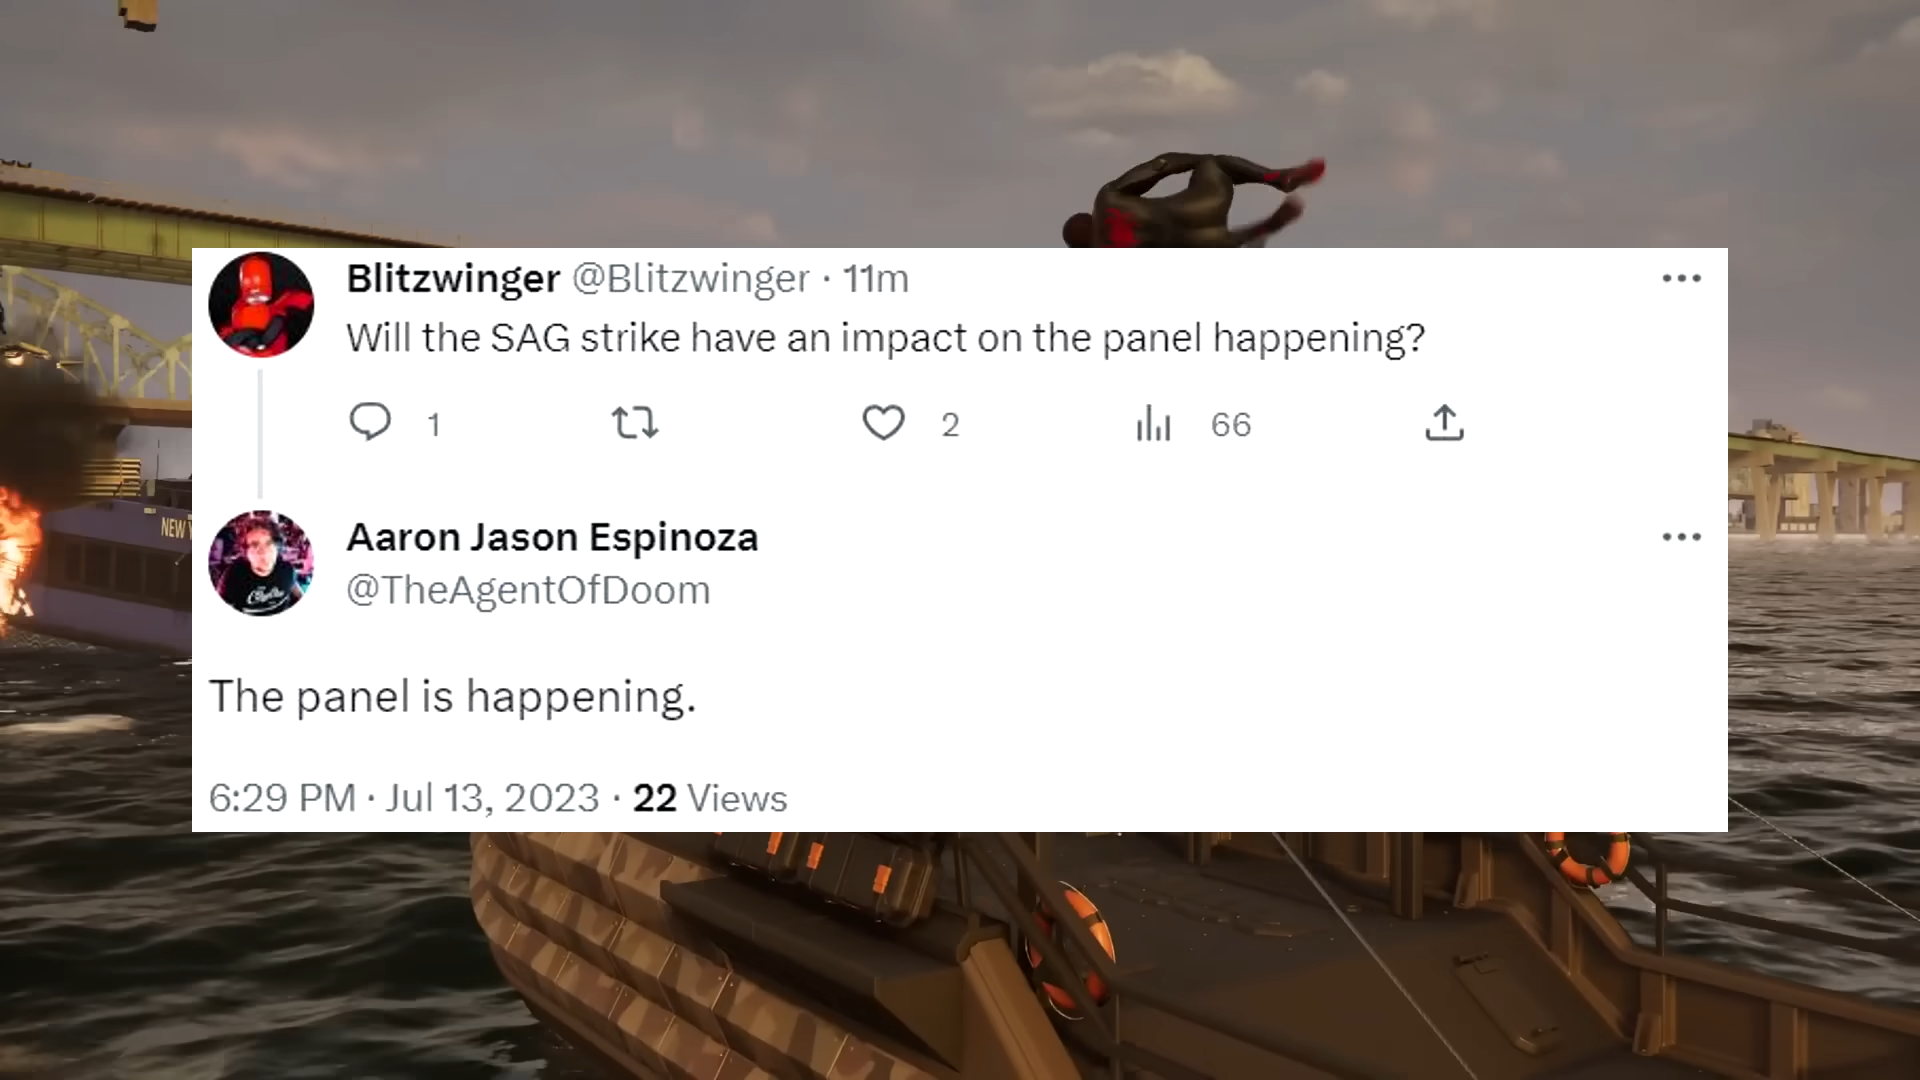 Blitzwinger @Blitzwinger · 11m
Will the SAG strike have an impact on the panel happening?
1 2 66
NEW
Aaron Jason Espinoza
@TheAgentOfDoom
The panel is happening.
6:29 PM · Jul 13, 2023 · 22 Views